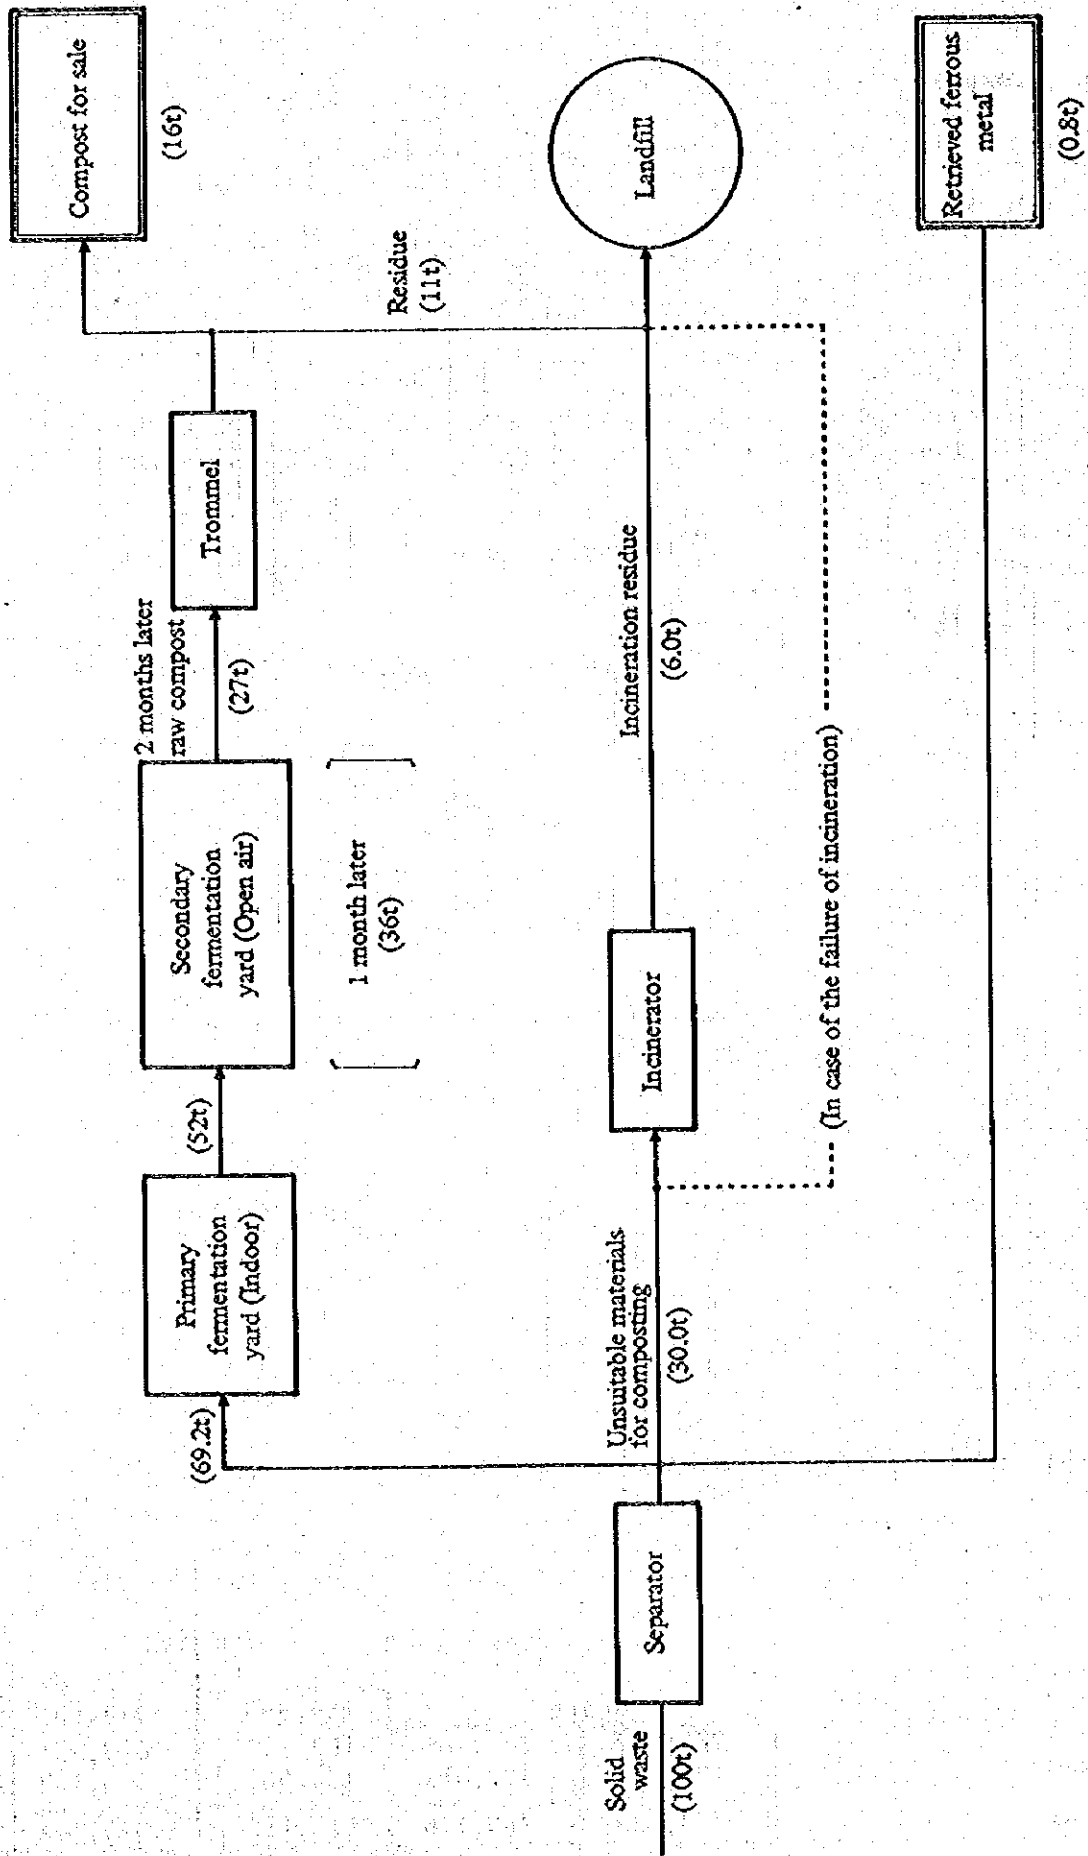 Solid
waste
(100t)
Separator
(69.2t)
Primary
fermentation
yard (Indoor)
(52t)
Secondary
fermentation
yard (Open air)
1 month later
(36t)
2 months later
raw compost
(27t)
Trommel
Compost for sale
(16t)
Residue
(11t)
Unsuitable materials
for composting
(30.0t)
Incinerator
Incineration residue
(6.0t)
Landfill
(In case of the failure of incineration)
Retrieved ferrous
metal
(0.8t)